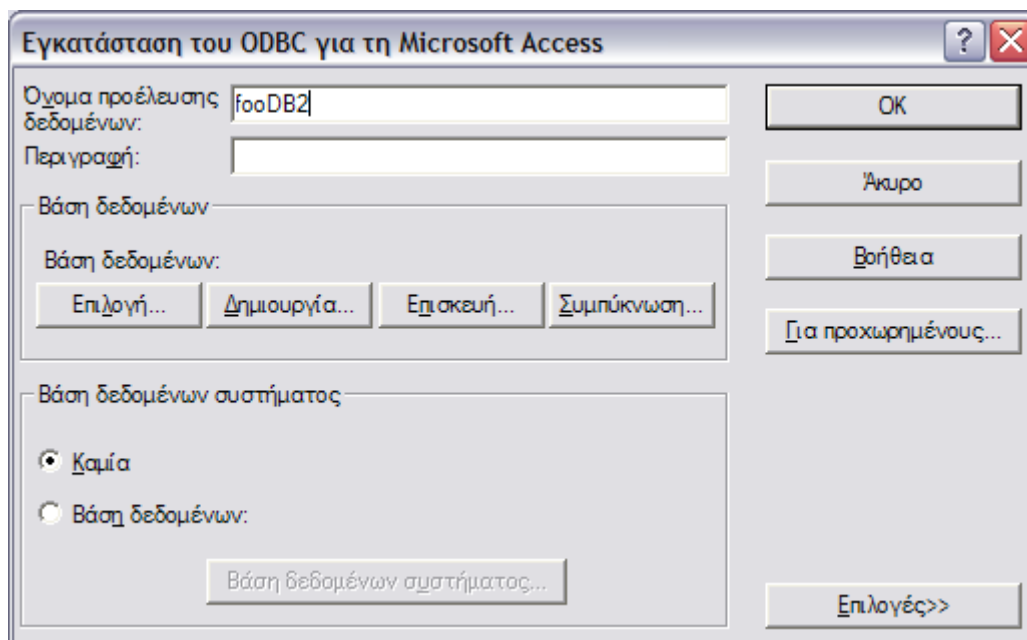 Εγκατάσταση του ODBC για τη Microsoft Access
Όνομα προέλευσης
δεδομένων:
fooDB2
Περιγραφή:
OK
Άκυρο
Βοήθεια
Για προχωρημένους...
Βάση δεδομένων
Βάση δεδομένων:
Επιλογή... Δημιουργία... Επισκευή... Συμπύκνωση...
Βάση δεδομένων συστήματος
Καμία
Βάση δεδομένων:
Βάση δεδομένων συστήματος...
Επιλογές>>